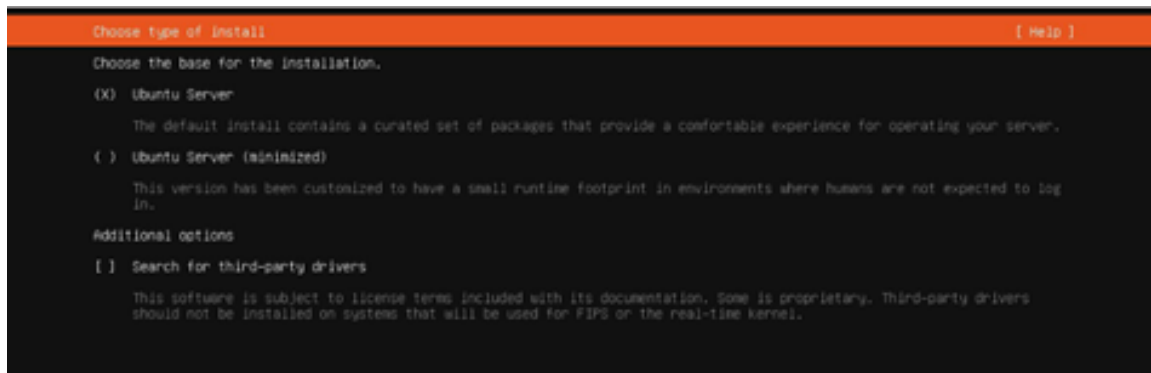 Choose type of install [ Help ]
Choose the base for the installation.
(X) Ubuntu Server
The default install contains a curated set of packages that provide a comfortable experience for operating your server.
( ) Ubuntu Server (minimized)
This version has been customized to have a small runtime footprint in environments where humans are not expected to log
in.
Additional options
[ ] Search for third-party drivers
This software is subject to license terms included with its documentation. Some is proprietary. Third-party drivers
should not be installed on systems that will be used for FIPS or the real-time kernel.